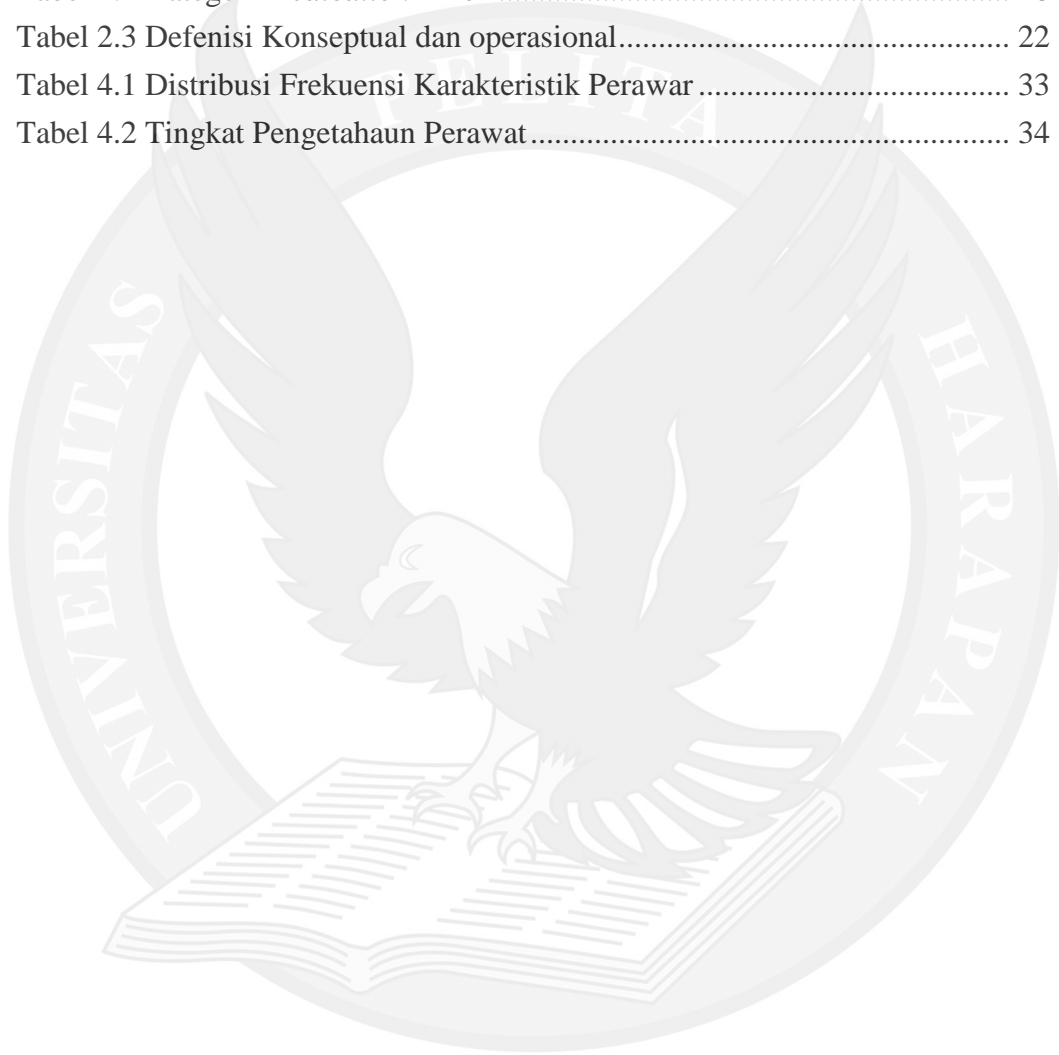 Tabel 2.3 Defenisi Konseptual dan operasional........................................................ 22
Tabel 4.1 Distribusi Frekuensi Karakteristik Perawar ............................................. 33
Tabel 4.2 Tingkat Pengetahaun Perawat..................................................................... 34
UNIVERSITAS
PELITA
HARAPAN